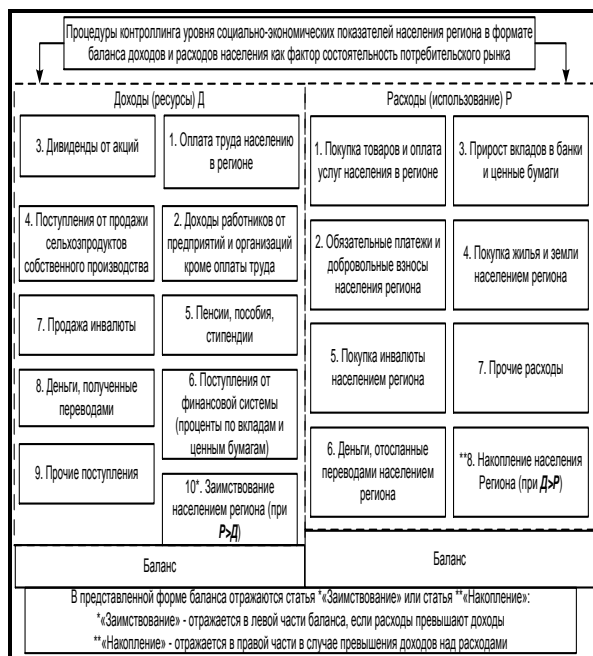 Процедуры контроллинга уровня социально-экономических показателей населения региона в формате
баланса доходов и расходов населения как фактор состоятельность потребительского рынка
Доходы (ресурсы) Д
3. Дивиденды от акций
1. Оплата труда населению
в регионе
4. Поступления от продажи
сельхозпродуктов
собственного производства
2. Доходы работников от
предприятий и организаций
кроме оплаты труда
7. Продажа инвалюты
5. Пенсии, пособия,
стипендии
8. Деньги, полученные
переводами
6. Поступления от
финансовой системы
(проценты по вкладам и
ценным бумагам)
9. Прочие поступления
10*. Заимствование
населением региона (при
Р>Д)
Баланс
Расходы (использование) Р
1. Покупка товаров и оплата
услуг населения в регионе
3. Прирост вкладов в банки
и ценные бумаги
2. Обязательные платежи и
добровольные взносы
населения региона
4. Покупка жилья и земли
населением региона
5. Покупка инвалюты
населением региона
7. Прочие расходы
6. Деньги, отосланные
переводами населением
региона
**8. Накопление населения
Региона (при Д>Р)
Баланс
В представленной форме баланса отражаются статья *«Заимствование» или статья **«Накопление»:
*«Заимствование» - отражается в левой части баланса, если расходы превышают доходы
**«Накопление» - отражается в правой части в случае превышения доходов над расходами